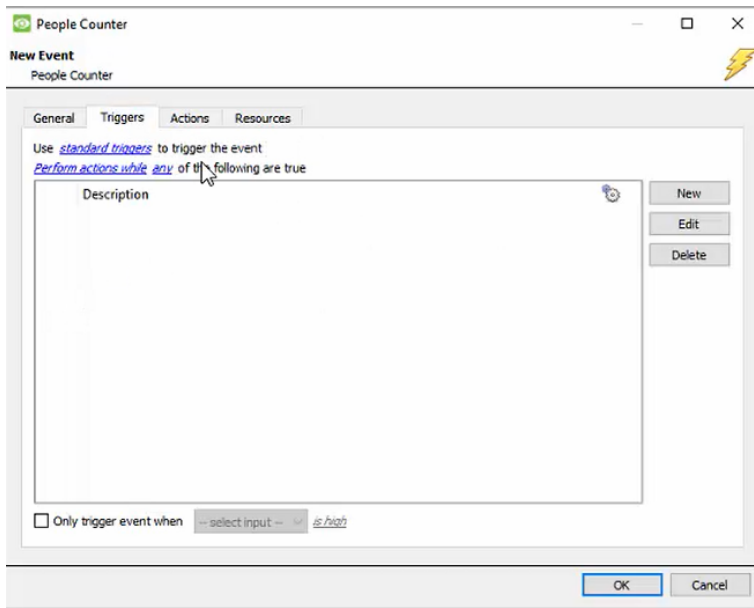 People Counter
New Event
People Counter
General Triggers Actions Resources
Use standard triggers to trigger the event
Perform actions while any of the following are true
Description
New
Edit
Delete
Only trigger event when -- select input -- is high
OK Cancel